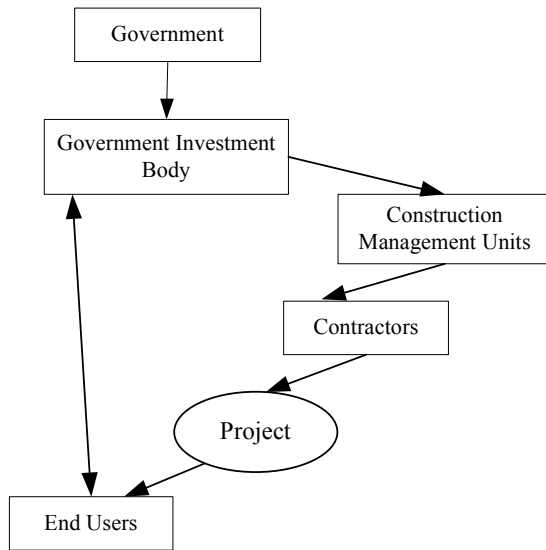 Government
Government Investment
Body
Construction
Management Units
Contractors
Project
End Users